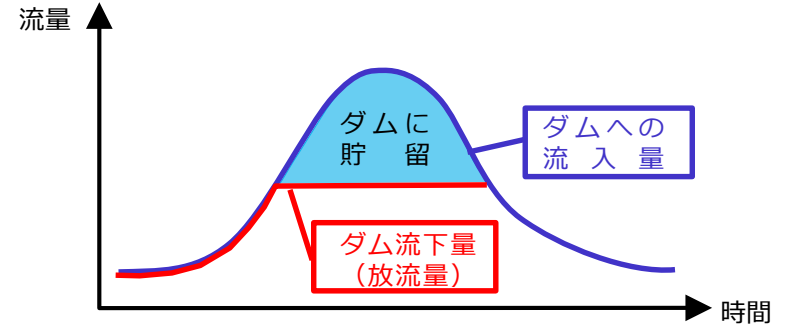 流量
ダムに
貯留
ダムへの
流入量
ダム流下量
（放流量）
時間